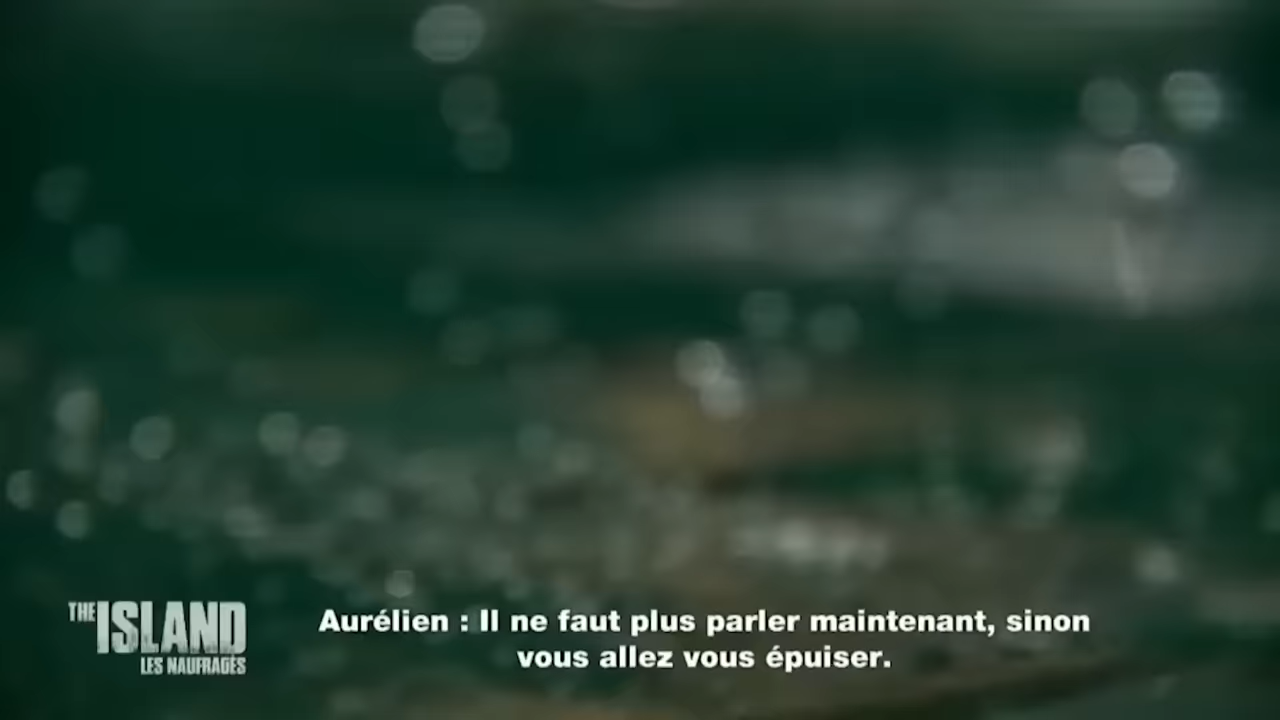 THE ISLAND
LES NAUFRAGÉS
Aurélien : Il ne faut plus parler maintenant, sinon
vous allez vous épuiser.